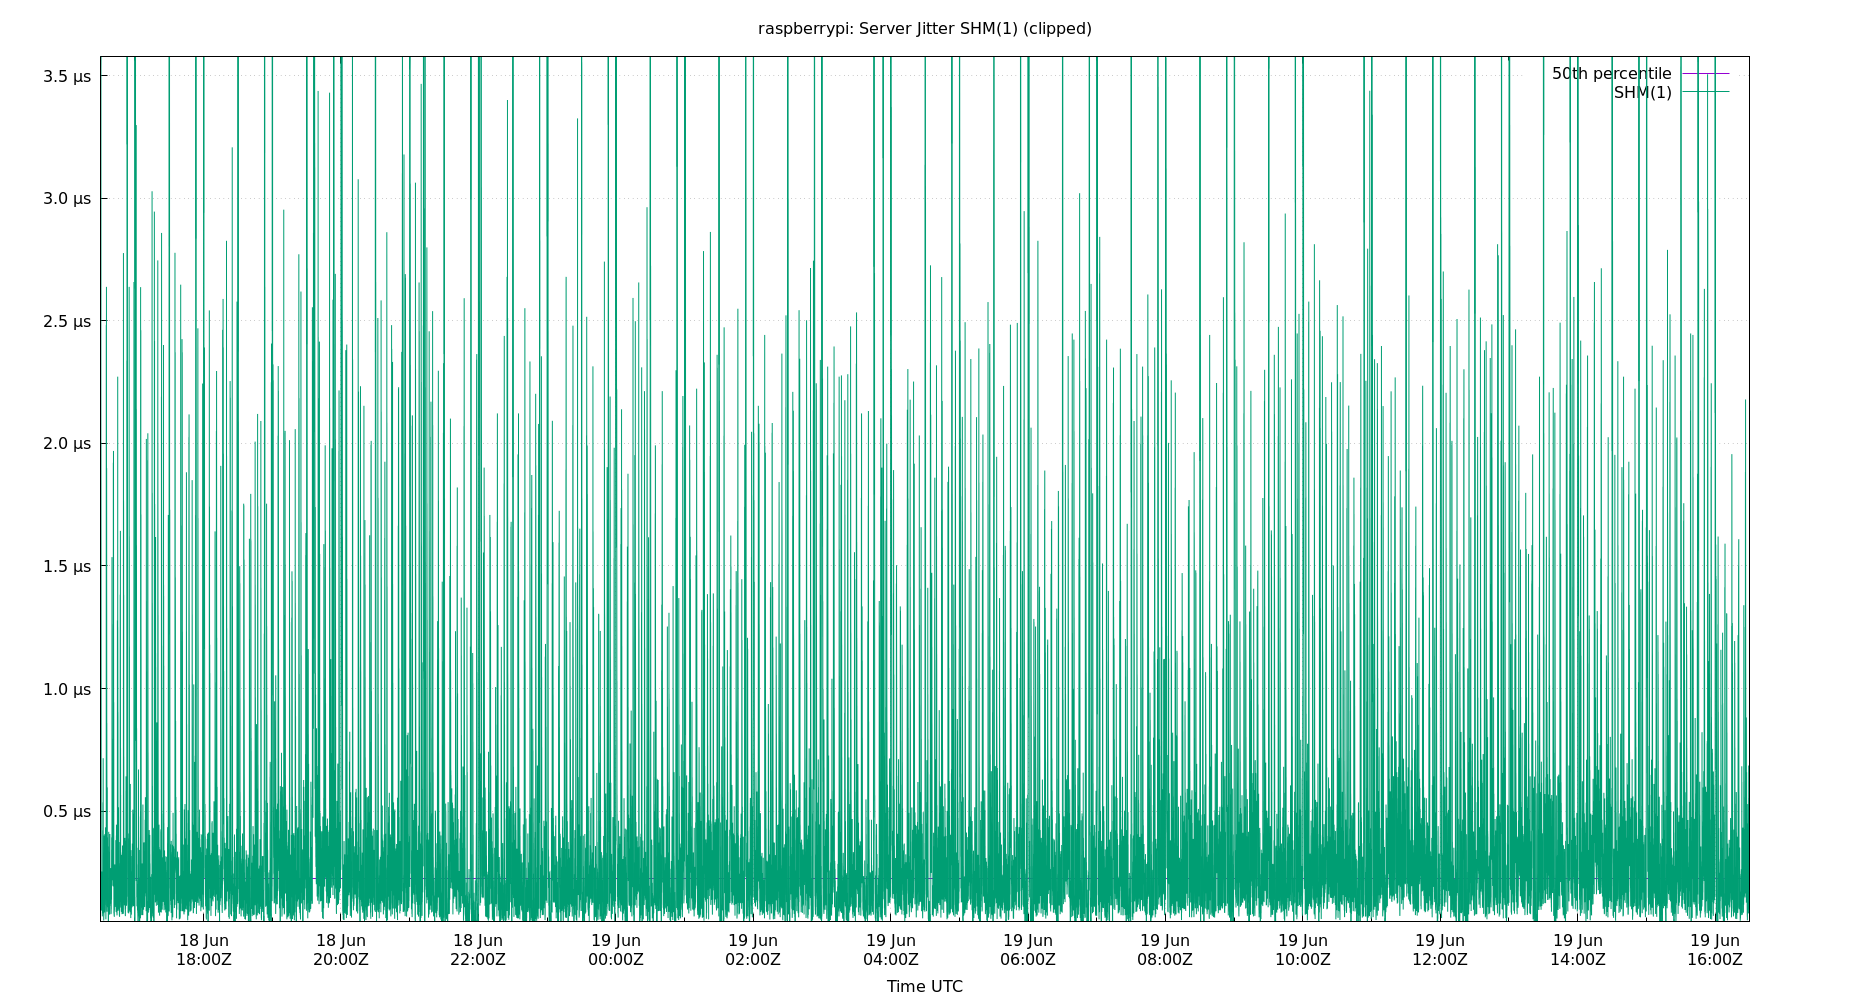 raspberrypi: Server Jitter SHM(1) (clipped)
50th percentile
SHM(1)
3.5 µs
3.0 µs
2.5 µs
2.0 µs
1.5 µs
1.0 µs
0.5 µs
18 Jun 18 Jun 18 Jun 19 Jun 19 Jun 19 Jun 19 Jun 19 Jun 19 Jun 19 Jun 19 Jun 19 Jun
18:00Z 20:00Z 22:00Z 00:00Z 02:00Z 04:00Z 06:00Z 08:00Z 10:00Z 12:00Z 14:00Z 16:00Z
Time UTC